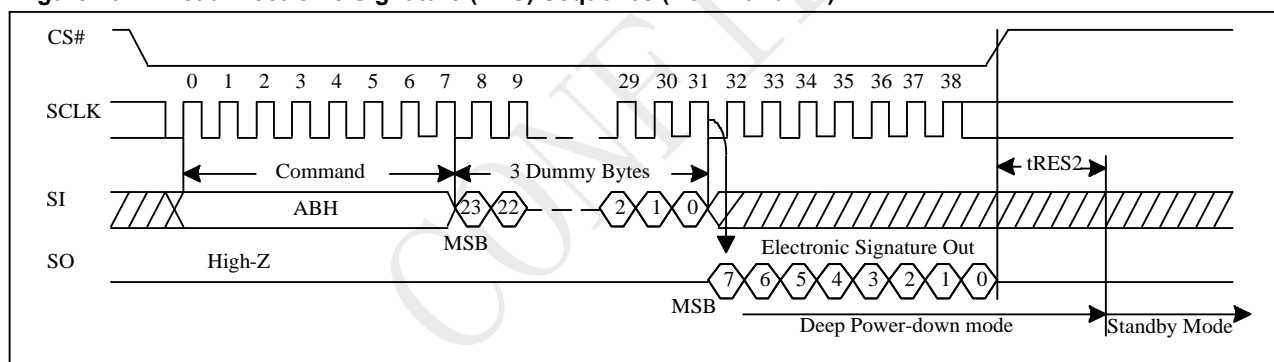 CS#
0 1 2 3 4 5 6 7 8 9 29 30 31 32 33 34 35 36 37 38
SCLK
Command 3 Dummy Bytes tRES2
SI ABH 23 22 2 1 0
MSB
Electronic Signature Out
SO High-Z
7 6 5 4 3 2 1 0
MSB
Deep Power-down mode Standby Mode